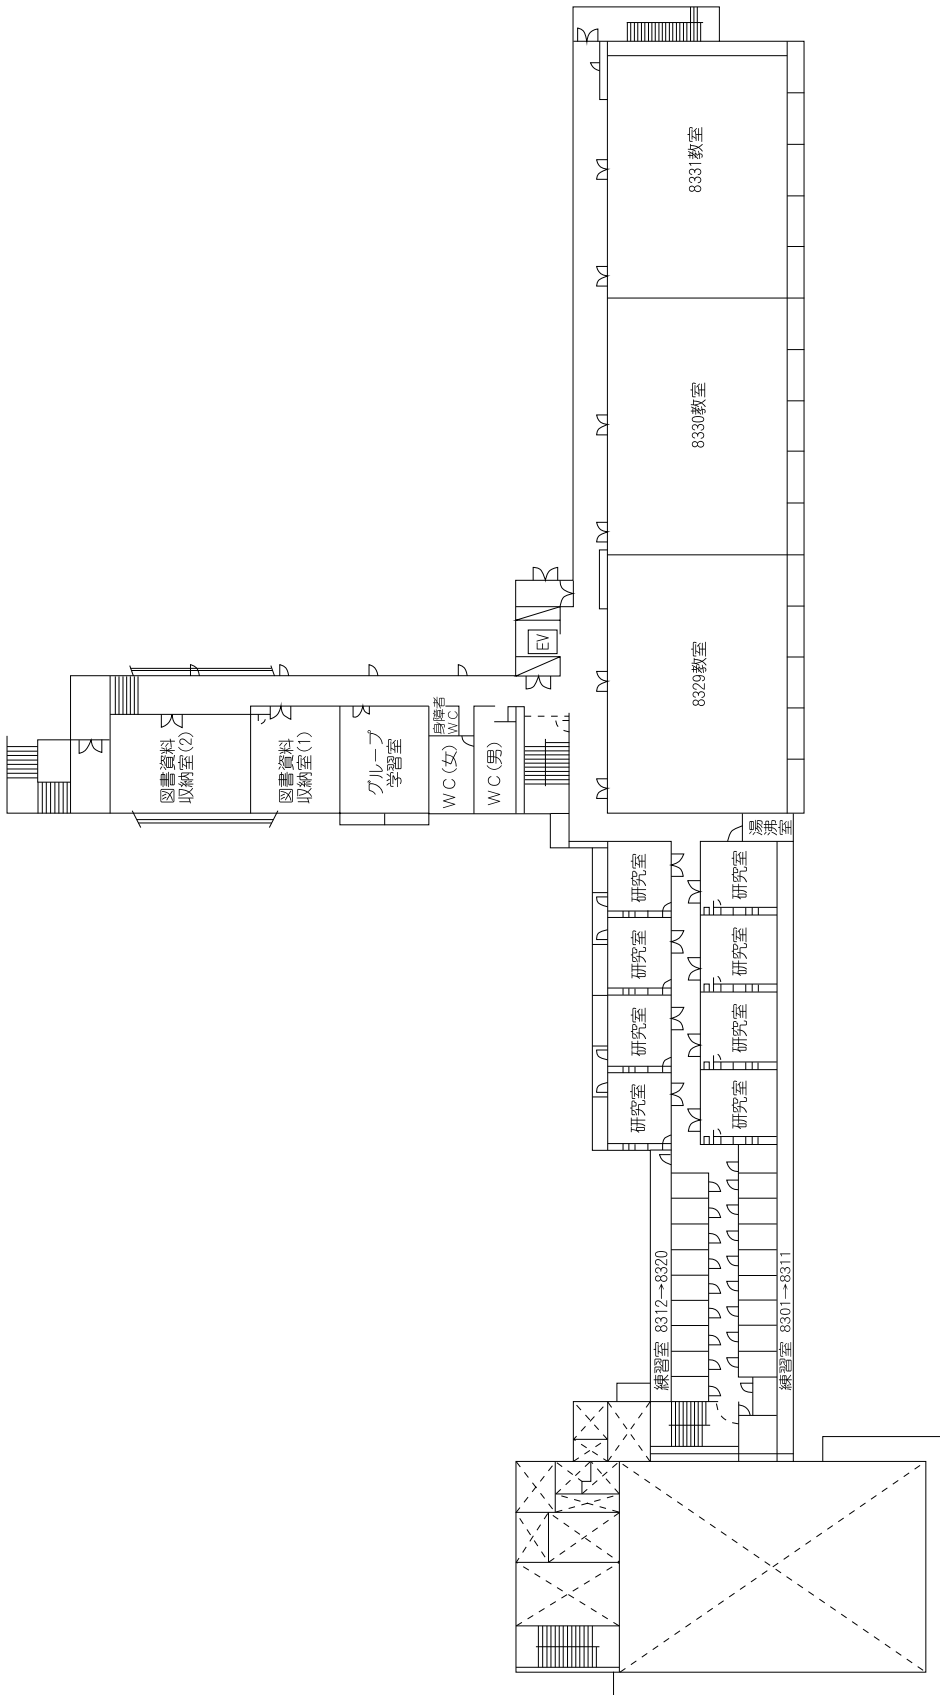 8331教室
8330教室
8329教室
EV
図書資料
収納室(2)
図書資料
収納室(1)
グループ
学習室
身障者
WC
WC(女)
WC(男)
湯沸
室
研究室
研究室
研究室
研究室
研究室
研究室
研究室
研究室
練習室 8312→8320
練習室 8301→8311